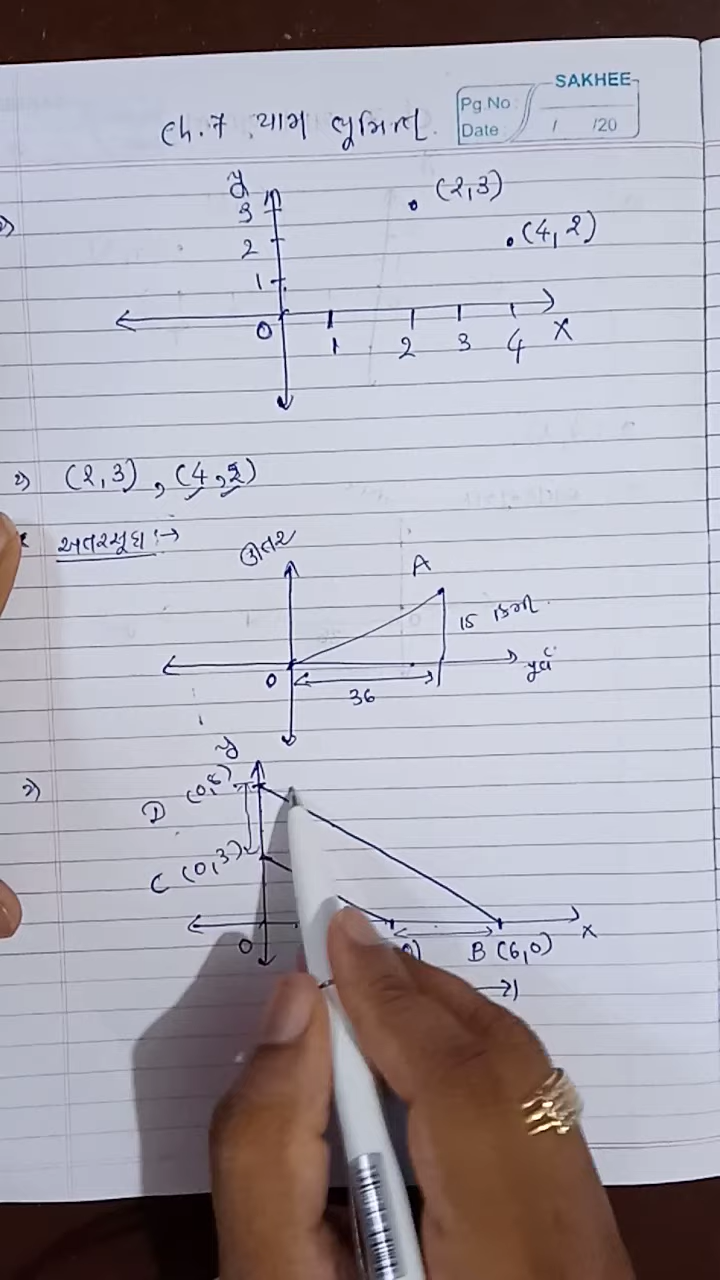 SAKHEE
Pg.No
Date / /20
Ch.7 યામ ભૂમિતિ.
y
3 (2,3)
2 (4,2)
1
0 1 2 3 4 X
૨) (2,3) , (4,2)
અંતરસૂત્ર :→
ઉત્તર
A
15 કિમી.
0 પૂર્વ
36
y
D (0,6)
C (0,3)
0 B (6,0) x